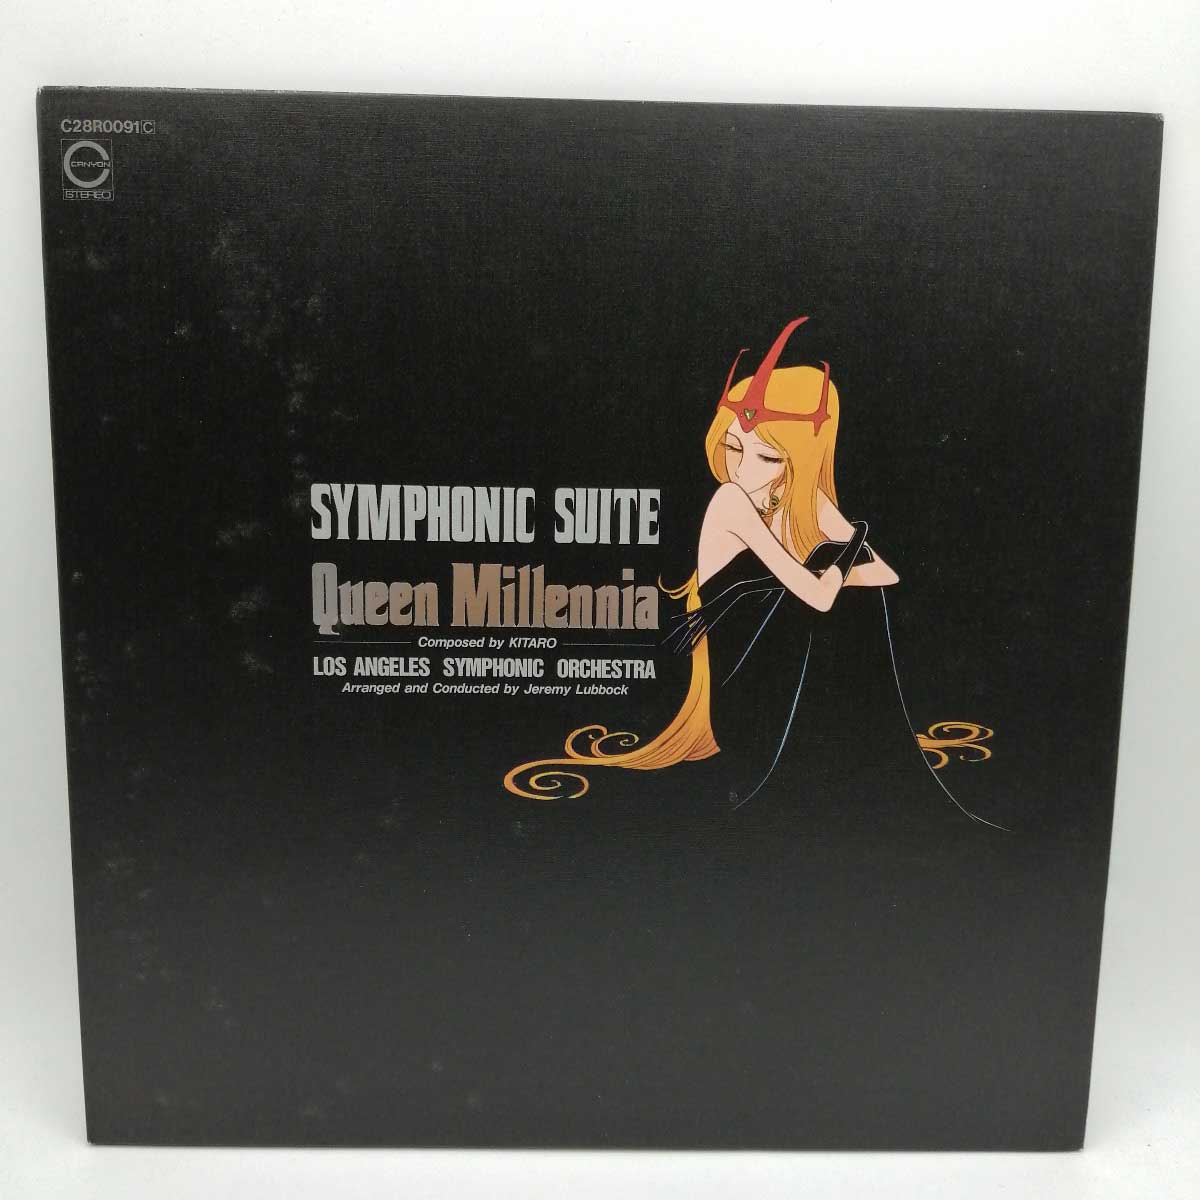 C28R0091 C
CANYON
STEREO
SYMPHONIC SUITE
Queen Millennia
Composed by KITARO
LOS ANGELES SYMPHONIC ORCHESTRA
Arranged and Conducted by Jeremy Lubbock